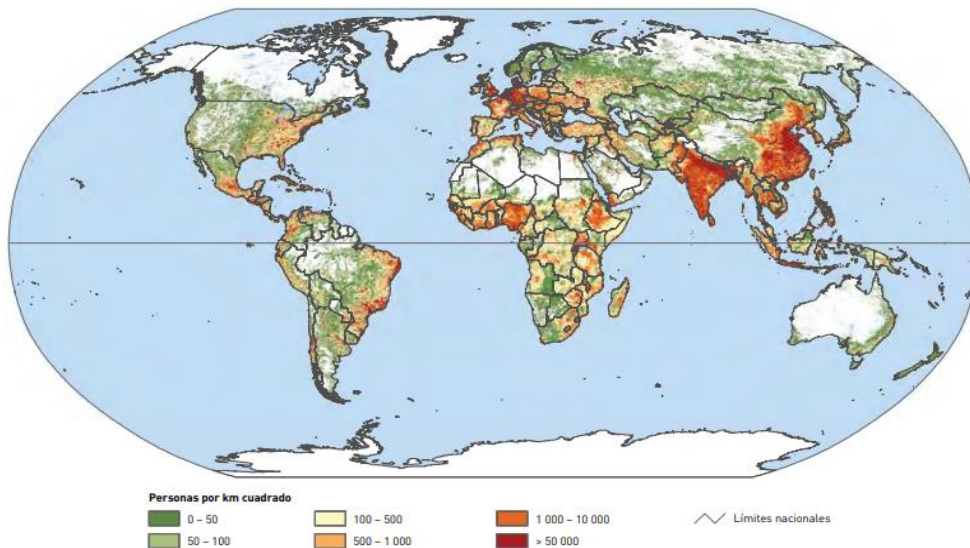 Personas por km cuadrado
0 – 50
50 – 100
100 – 500
500 – 1 000
1 000 – 10 000
> 50 000
Límites nacionales